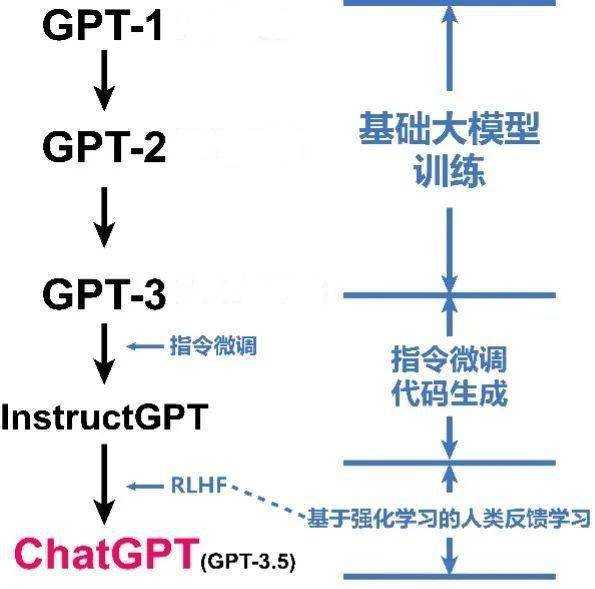 GPT-1
GPT-2
基础大模型
训练
GPT-3
指令微调
指令微调
代码生成
InstructGPT
RLHF
基于强化学习的人类反馈学习
ChatGPT(GPT-3.5)